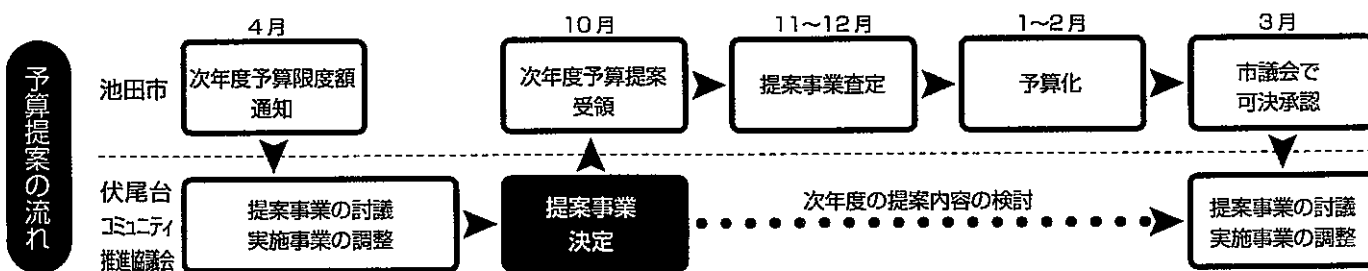 予算提案の流れ
4月
10月
11〜12月
1〜2月
3月
池田市
次年度予算限度額
通知
次年度予算提案
受領
提案事業査定
予算化
市議会で
可決承認
伏尾台
コミュニティ
推進協議会
提案事業の討議
実施事業の調整
提案事業
決定
次年度の提案内容の検討
提案事業の討議
実施事業の調整